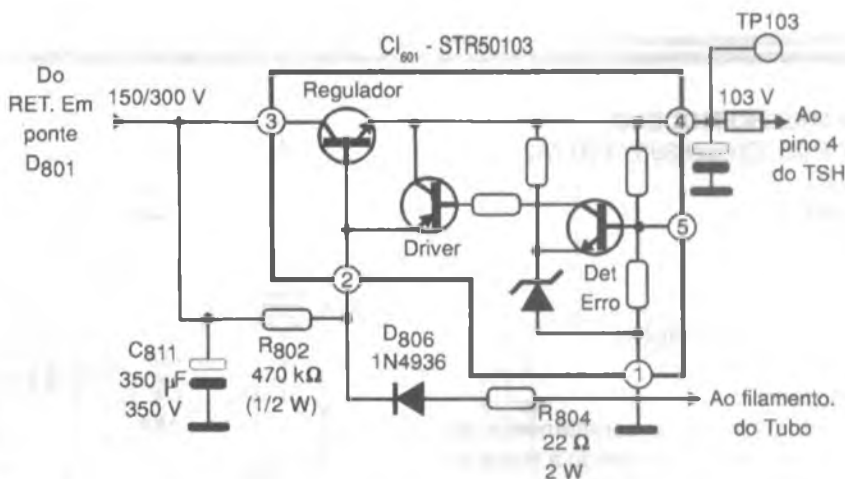 TP103
CI601 - STR50103
Do
RET. Em
ponte
D801
150/300 V
Regulador
3
4
103 V
Ao
pino 4
do TSH
5
Driver
Det
Erro
2
C811
350 µF
350 V
R802
470 kΩ
(1/2 W)
D806
1N4936
1
R804
22 Ω
2 W
Ao filamento.
do Tubo